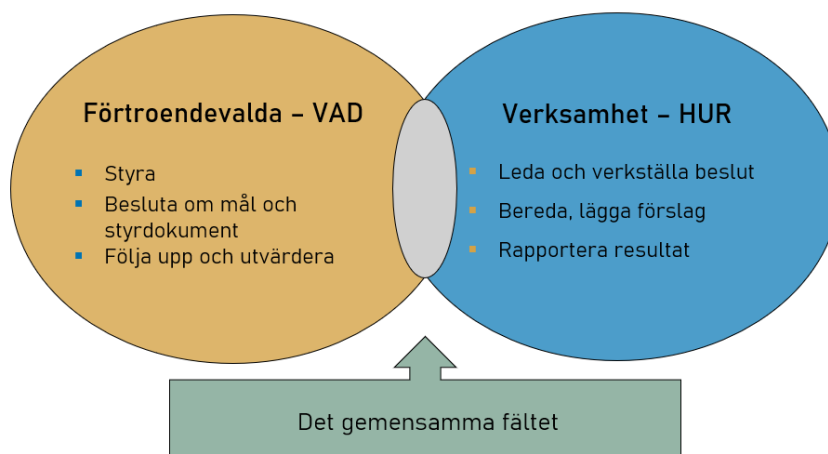 Förtroendevalda – VAD
Styra
Besluta om mål och
styrdokument
Följa upp och utvärdera
Verksamhet – HUR
Leda och verkställa beslut
Bereda, lägga förslag
Rapportera resultat
Det gemensamma fältet